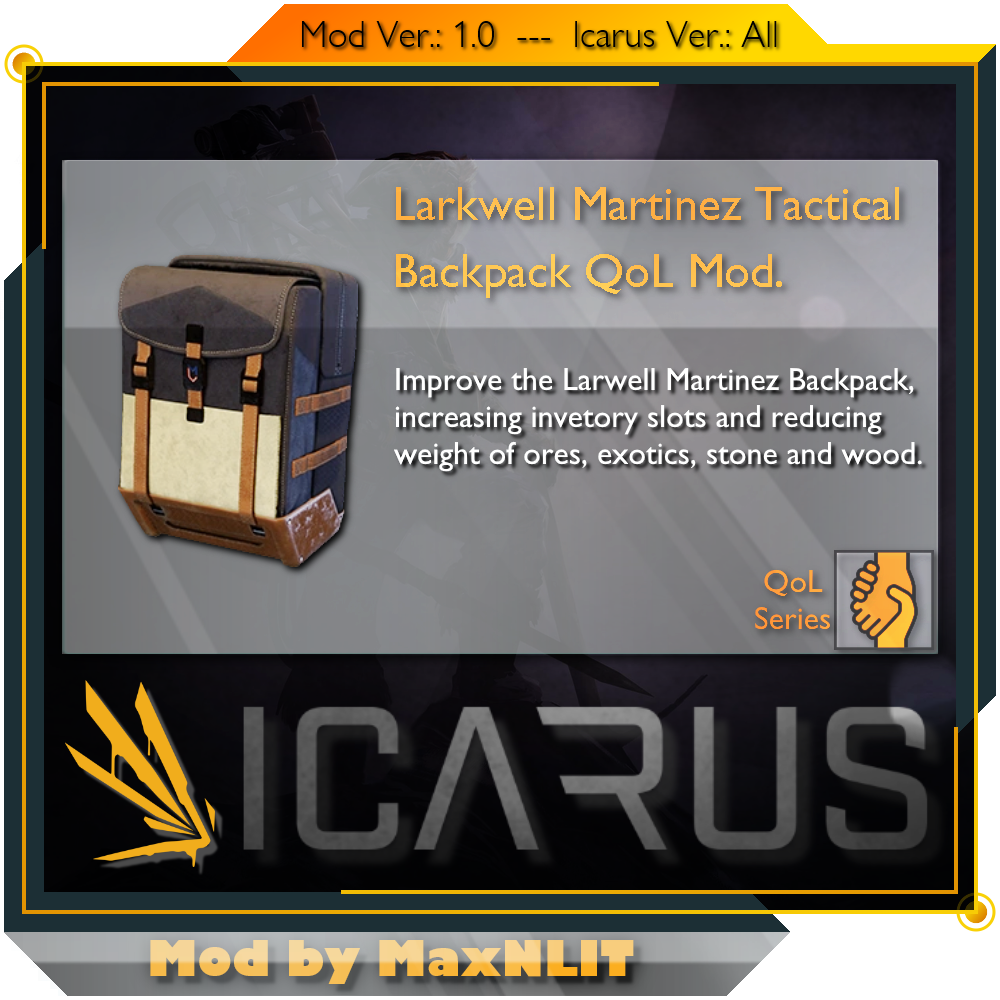 Mod Ver.: 1.0 --- Icarus Ver.: All
Larkwell Martinez Tactical
Backpack QoL Mod.
Improve the Larwell Martinez Backpack,
increasing invetory slots and reducing
weight of ores, exotics, stone and wood.
QoL
Series
ICARUS
Mod by MaxNLIT